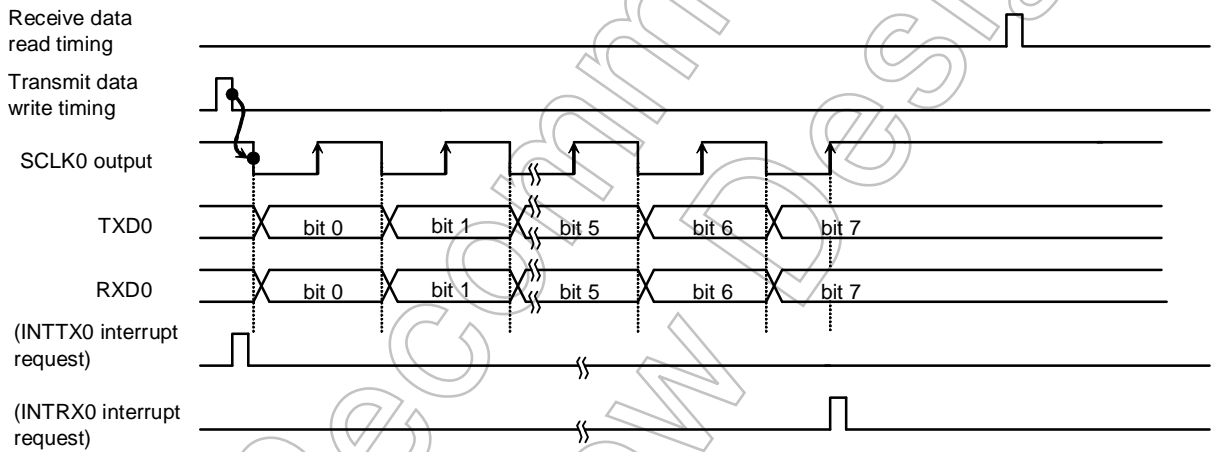 Receive data
read timing
Transmit data
write timing
SCLK0 output
TXD0
bit 0 bit 1 bit 5 bit 6 bit 7
RXD0
bit 0 bit 1 bit 5 bit 6 bit 7
(INTTX0 interrupt
request)
(INTRX0 interrupt
request)